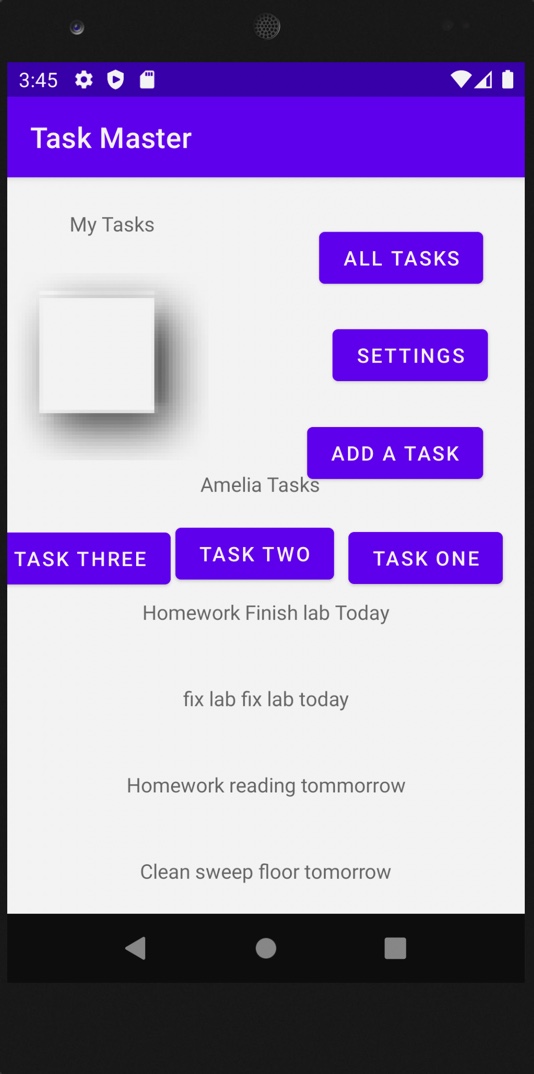 3:45
Task Master
My Tasks
ALL TASKS
SETTINGS
ADD A TASK
Amelia Tasks
TASK THREE TASK TWO TASK ONE
Homework Finish lab Today
fix lab fix lab today
Homework reading tommorrow
Clean sweep floor tomorrow